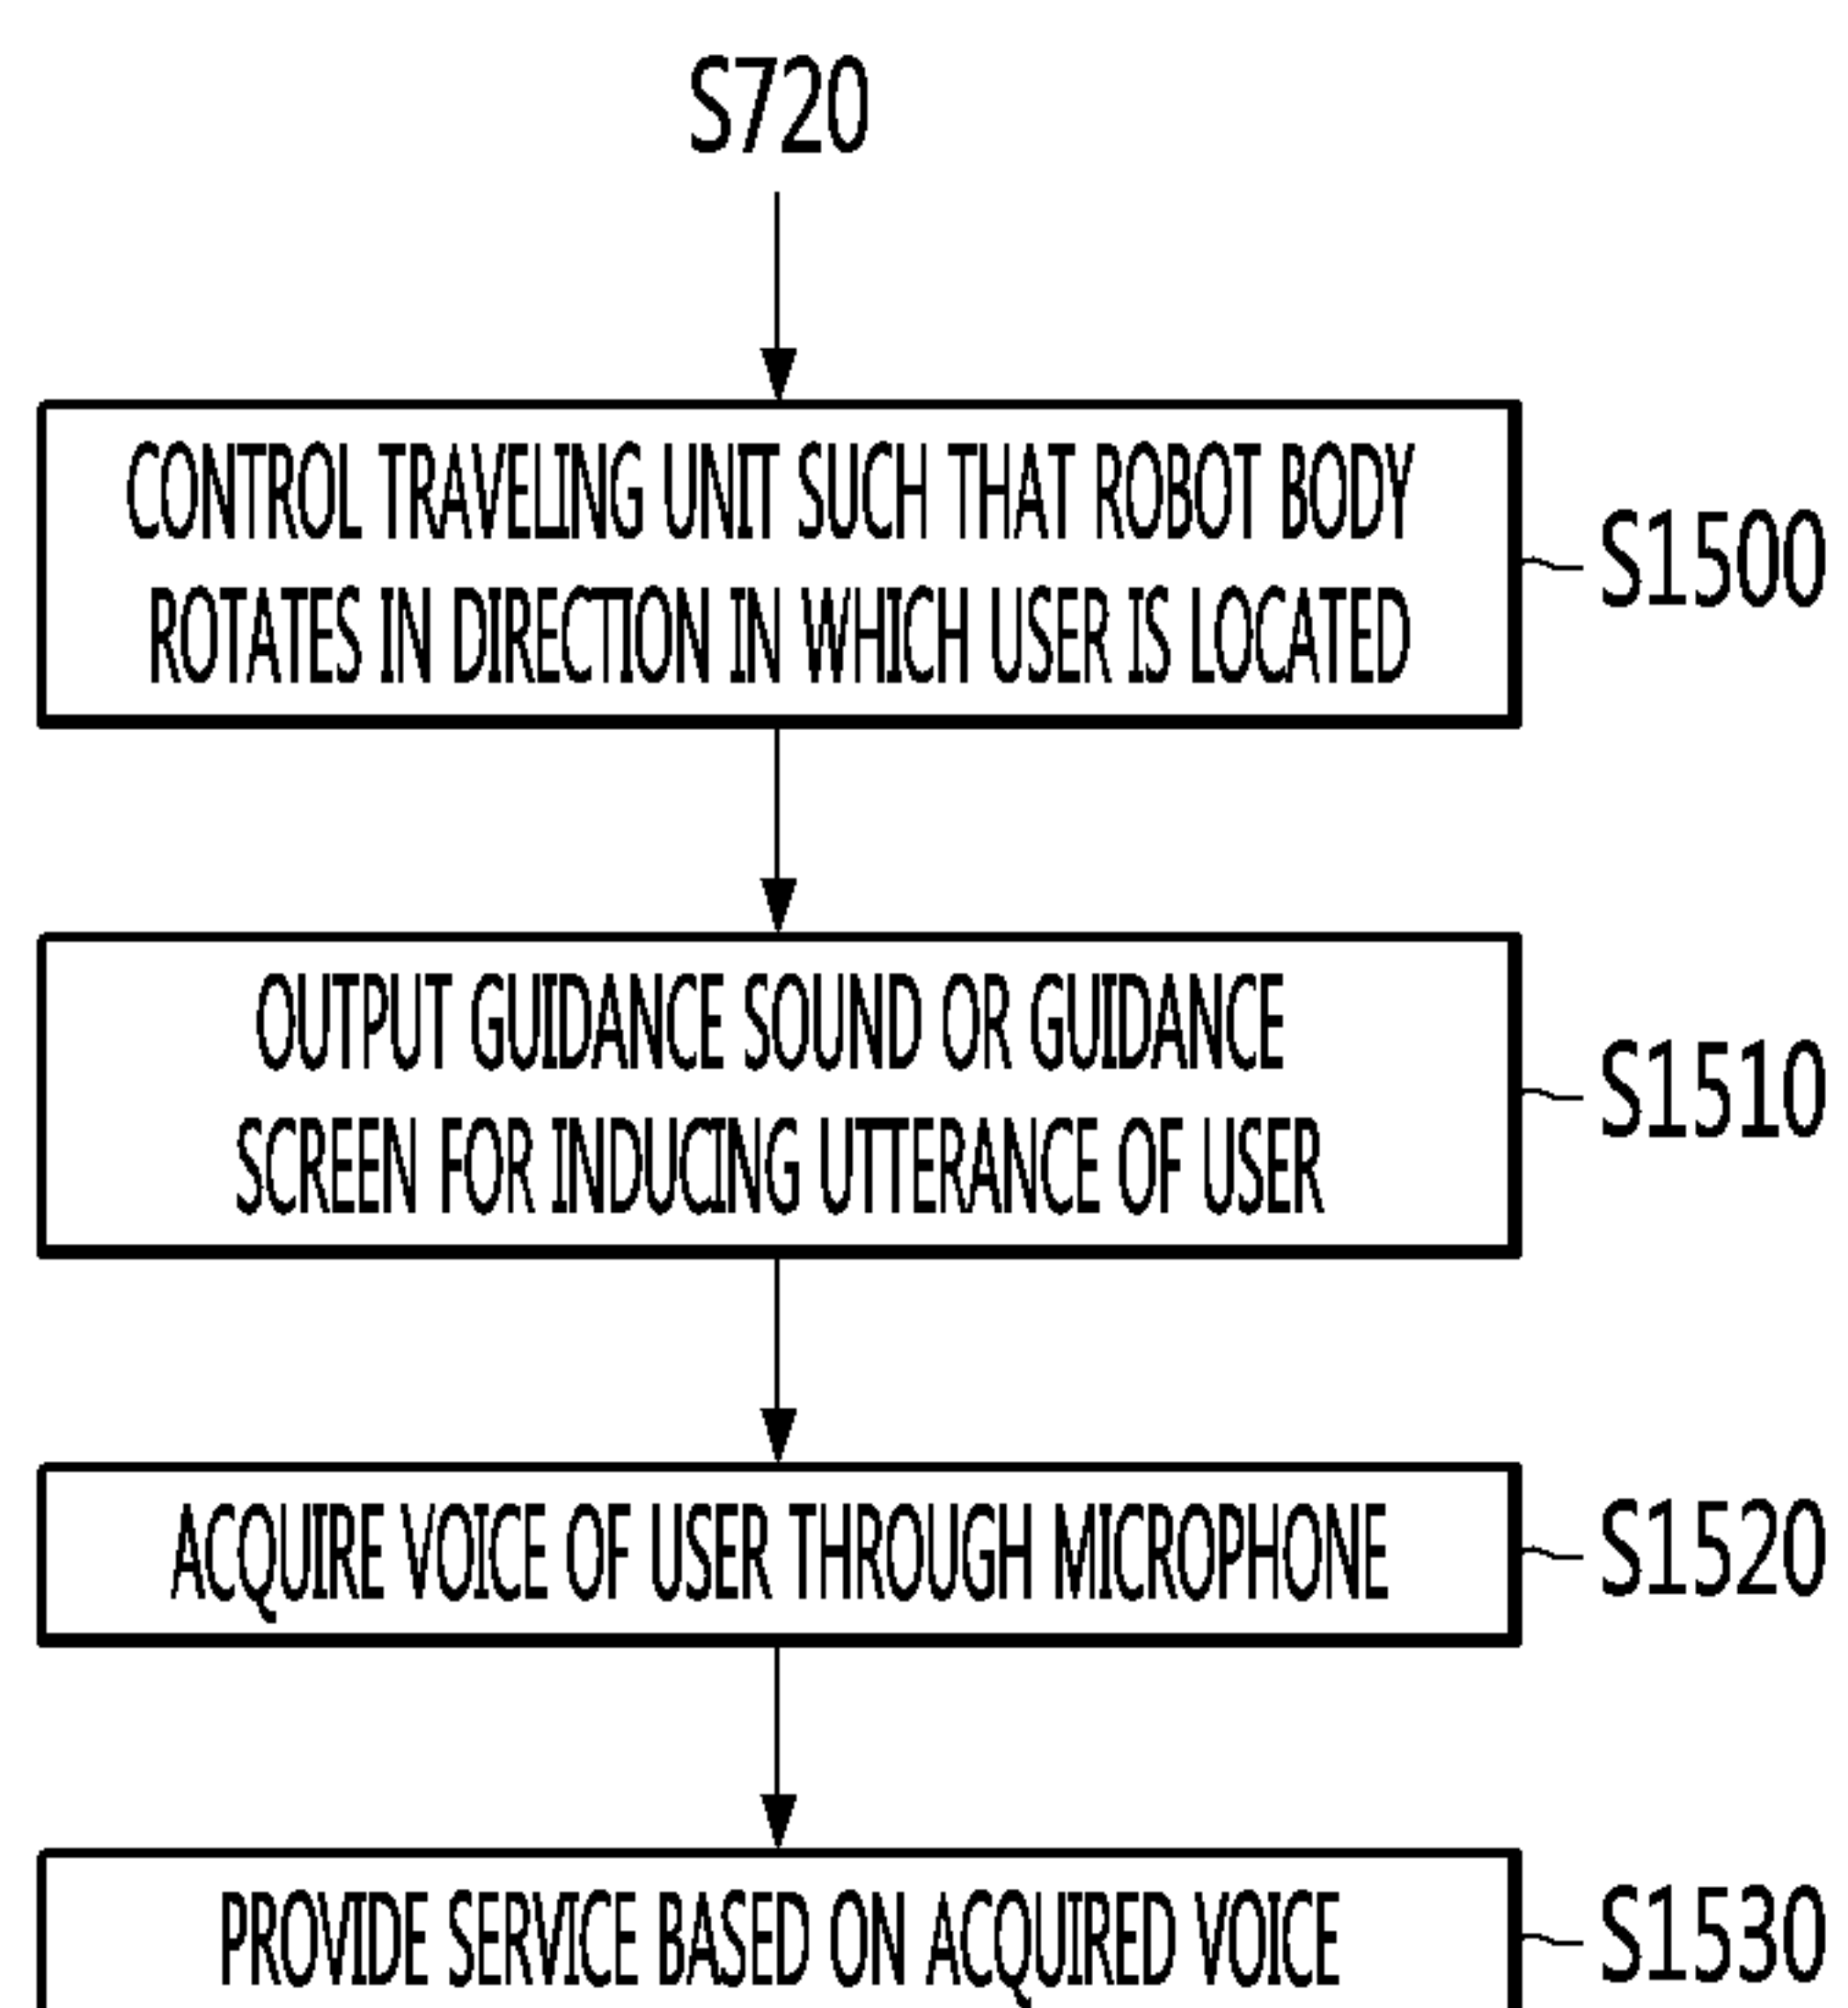 S720
CONTROL TRAVELING UNIT SUCH THAT ROBOT BODY
ROTATES IN DIRECTION IN WHICH USER IS LOCATED
S1500
OUTPUT GUIDANCE SOUND OR GUIDANCE
SCREEN FOR INDUCING UTTERANCE OF USER
S1510
ACQUIRE VOICE OF USER THROUGH MICROPHONE
S1520
PROVIDE SERVICE BASED ON ACQUIRED VOICE
S1530